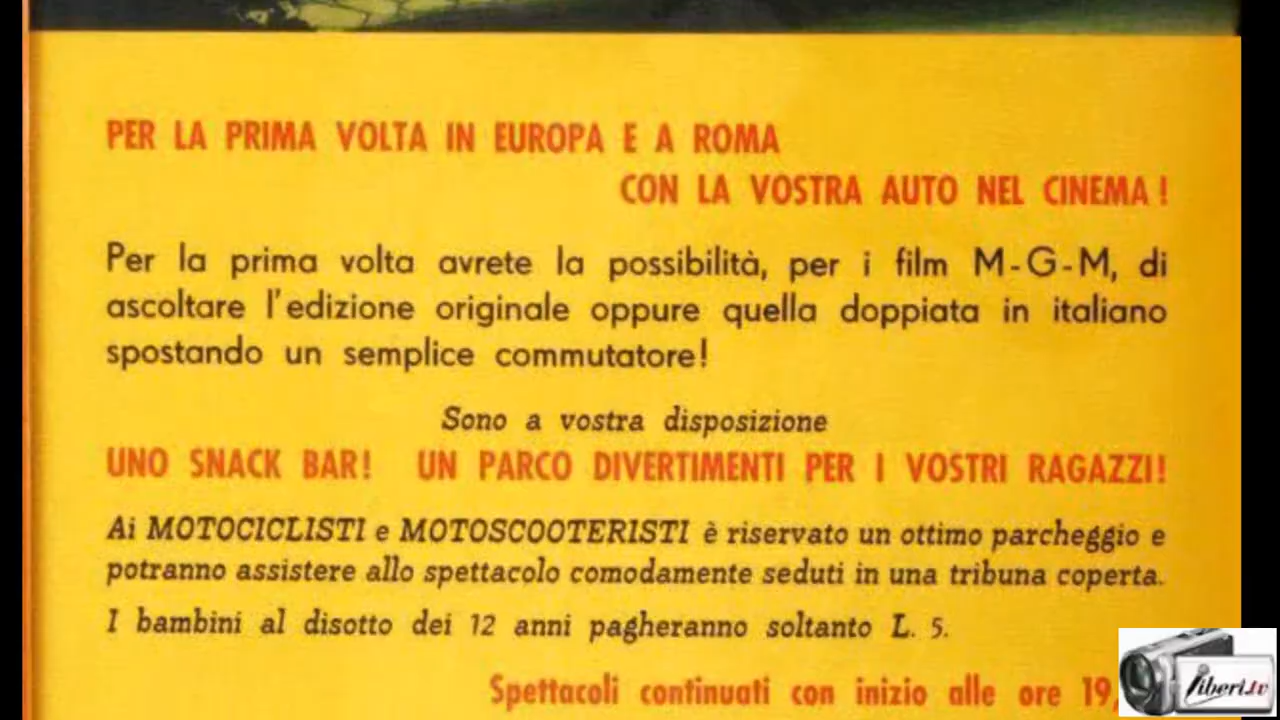 PER LA PRIMA VOLTA IN EUROPA E A ROMA
CON LA VOSTRA AUTO NEL CINEMA!
Per la prima volta avrete la possibilità, per i film M-G-M, di
ascoltare l'edizione originale oppure quella doppiata in italiano
spostando un semplice commutatore!
Sono a vostra disposizione
UNO SNACK BAR! UN PARCO DIVERTIMENTI PER I VOSTRI RAGAZZI!
Ai MOTOCICLISTI e MOTOSCOOTERISTI è riservato un ottimo parcheggio e
potranno assistere allo spettacolo comodamente seduti in una tribuna coperta.
I bambini al disotto dei 12 anni pagheranno soltanto L. 5.
Spettacoli continuati con inizio alle ore 19,
liberi.tv